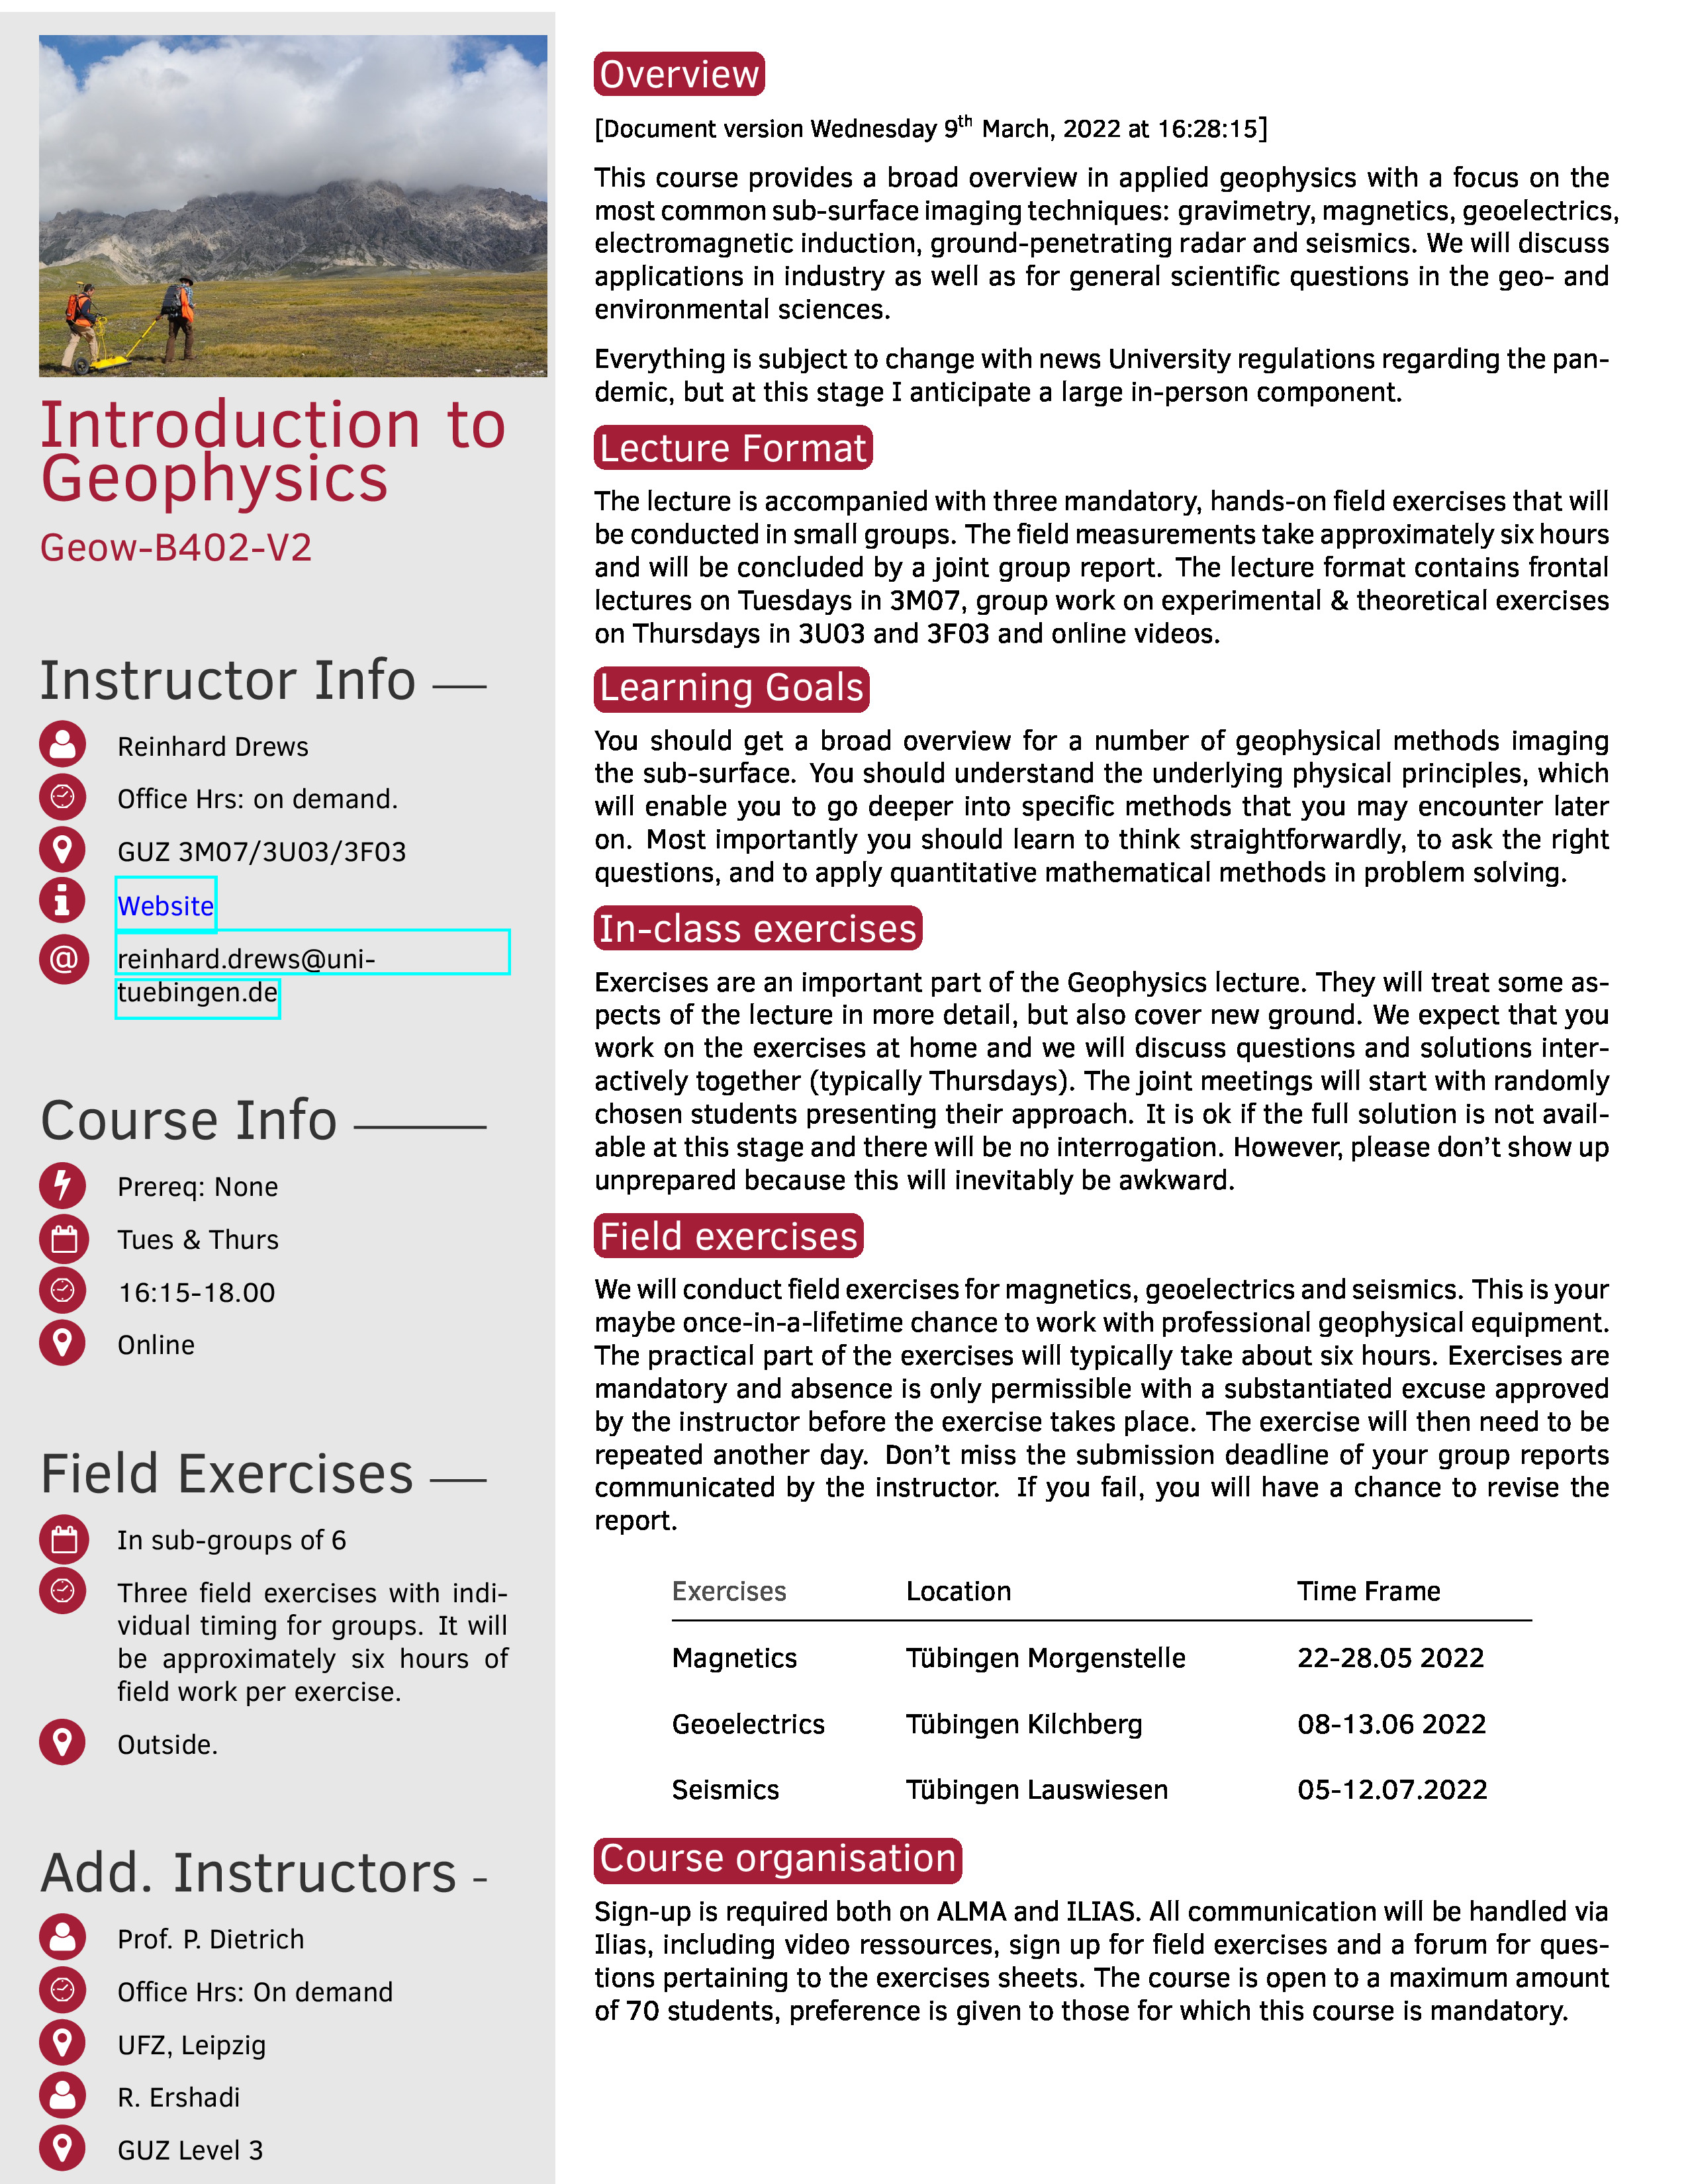 Introduction to
Geophysics
Geow-B402-V2
Instructor Info
Reinhard Drews
Office Hrs: on demand.
GUZ 3M07/3U03/3F03
Website
@ reinhard.drews@uni-
tuebingen.de
Course Info
Prereq: None
Tues & Thurs
16:15-18.00
Online
Field Exercises
In sub-groups of 6
Three field exercises with indi-
vidual timing for groups. It will
be approximately six hours of
field work per exercise.
Outside.
Add. Instructors
Prof. P. Dietrich
Office Hrs: On demand
UFZ, Leipzig
R. Ershadi
GUZ Level 3
Overview
[Document version Wednesday 9th March, 2022 at 16:28:15]
This course provides a broad overview in applied geophysics with a focus on the
most common sub-surface imaging techniques: gravimetry, magnetics, geoelectrics,
electromagnetic induction, ground-penetrating radar and seismics. We will discuss
applications in industry as well as for general scientific questions in the geo- and
environmental sciences.
Everything is subject to change with news University regulations regarding the pan-
demic, but at this stage I anticipate a large in-person component.
Lecture Format
The lecture is accompanied with three mandatory, hands-on field exercises that will
be conducted in small groups. The field measurements take approximately six hours
and will be concluded by a joint group report. The lecture format contains frontal
lectures on Tuesdays in 3M07, group work on experimental & theoretical exercises
on Thursdays in 3U03 and 3F03 and online videos.
Learning Goals
You should get a broad overview for a number of geophysical methods imaging
the sub-surface. You should understand the underlying physical principles, which
will enable you to go deeper into specific methods that you may encounter later
on. Most importantly you should learn to think straightforwardly, to ask the right
questions, and to apply quantitative mathematical methods in problem solving.
In-class exercises
Exercises are an important part of the Geophysics lecture. They will treat some as-
pects of the lecture in more detail, but also cover new ground. We expect that you
work on the exercises at home and we will discuss questions and solutions inter-
actively together (typically Thursdays). The joint meetings will start with randomly
chosen students presenting their approach. It is ok if the full solution is not avail-
able at this stage and there will be no interrogation. However, please don't show up
unprepared because this will inevitably be awkward.
Field exercises
We will conduct field exercises for magnetics, geoelectrics and seismics. This is your
maybe once-in-a-lifetime chance to work with professional geophysical equipment.
The practical part of the exercises will typically take about six hours. Exercises are
mandatory and absence is only permissible with a substantiated excuse approved
by the instructor before the exercise takes place. The exercise will then need to be
repeated another day. Don't miss the submission deadline of your group reports
communicated by the instructor. If you fail, you will have a chance to revise the
report.
Exercises Location Time Frame
Magnetics Tübingen Morgenstelle 22-28.05 2022
Geoelectrics Tübingen Kilchberg 08-13.06 2022
Seismics Tübingen Lauswiesen 05-12.07.2022
Course organisation
Sign-up is required both on ALMA and ILIAS. All communication will be handled via
Ilias, including video ressources, sign up for field exercises and a forum for ques-
tions pertaining to the exercises sheets. The course is open to a maximum amount
of 70 students, preference is given to those for which this course is mandatory.